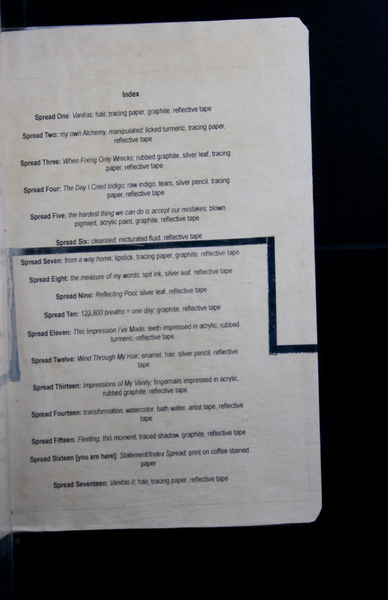 Index
Spread One: Vanitas; hair, tracing paper, graphite, reflective tape
Spread Two: my own Alchemy, manipulated; licked turmeric, tracing paper,
reflective tape
Spread Three: When Fixing Only Wrecks; rubbed graphite, silver leaf, tracing
paper, reflective tape
Spread Four: The Day I Cried Indigo; raw indigo, tears, silver pencil, tracing
paper, reflective tape
Spread Five: the hardest thing we can do is accept our mistakes; blown
pigment, acrylic paint, graphite, reflective tape
Spread Six: cleansed; micturated fluid, reflective tape
Spread Seven: from a way home; lipstick, tracing paper, graphite, reflective tape
Spread Eight: the measure of my words; spit ink, silver leaf, reflective tape
Spread Nine: Reflecting Pool; silver leaf, reflective tape
Spread Ten: 123,800 breaths = one day; graphite, reflective tape
Spread Eleven: This Impression I've Made; teeth impressed in acrylic, rubbed
turmeric, reflective tape
Spread Twelve: Wind Through My Hair; enamel, hair, silver pencil, reflective
tape
Spread Thirteen: Impressions of My Vanity; fingernails impressed in acrylic,
rubbed graphite, reflective tape
Spread Fourteen: transformation; watercolor, bath water, artist tape, reflective
tape
Spread Fifteen: Fleeting, this moment; traced shadow, graphite, reflective tape
Spread Sixteen [you are here]: Statement/Index Spread; print on coffee stained
paper
Spread Seventeen: Vanitas II; hair, tracing paper, reflective tape